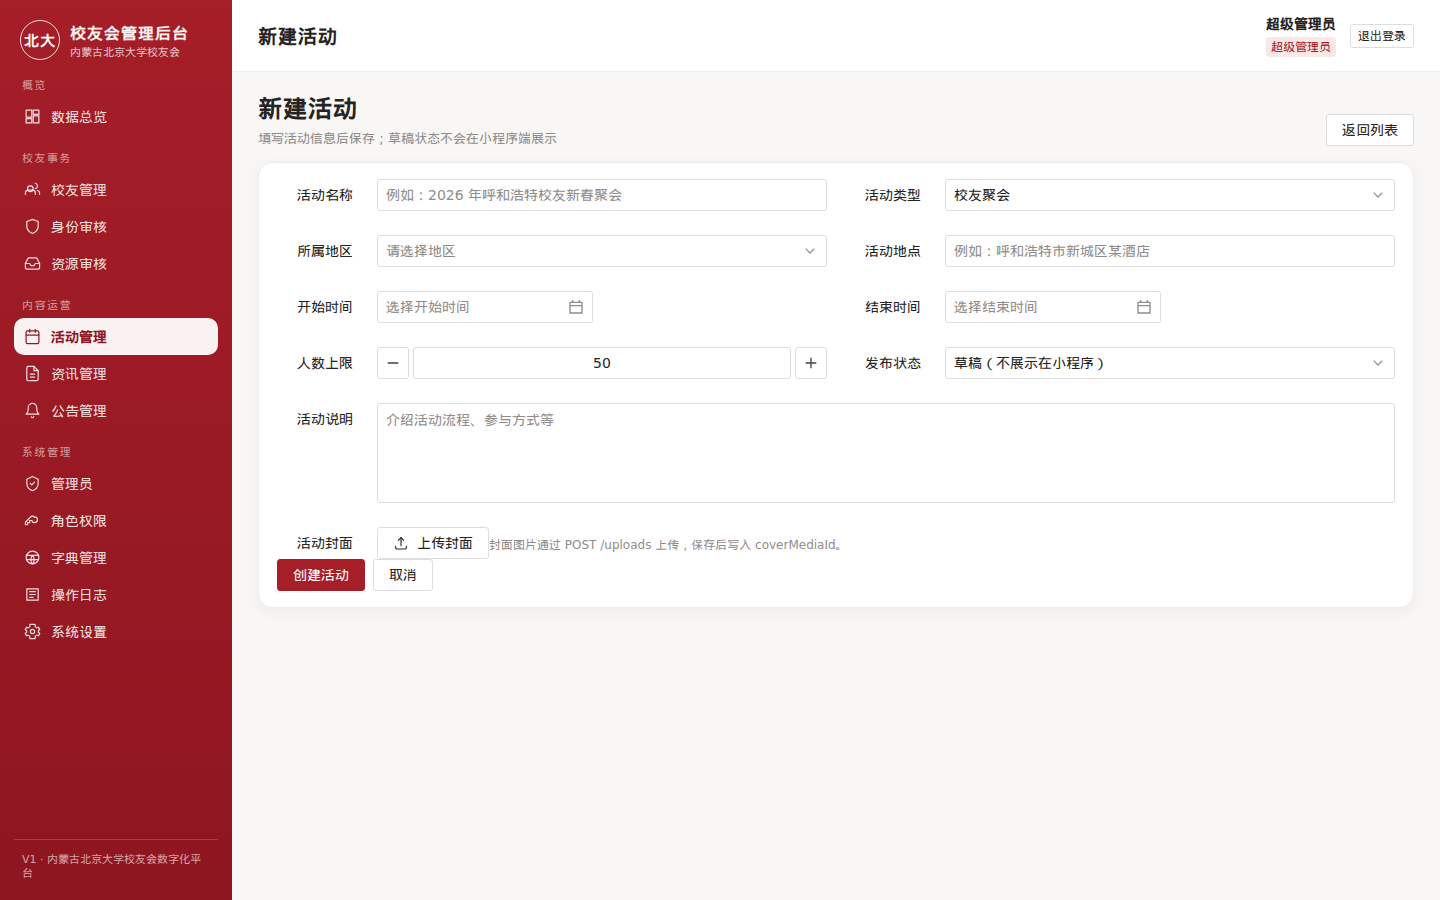 北大
校友会管理后台
内蒙古北京大学校友会
概览
数据总览
校友事务
校友管理
身份审核
资源审核
内容运营
活动管理
资讯管理
公告管理
系统管理
管理员
角色权限
字典管理
操作日志
系统设置
V1 · 内蒙古北京大学校友会数字化平
台
新建活动
超级管理员
超级管理员
退出登录
新建活动
填写活动信息后保存；草稿状态不会在小程序端展示
返回列表
活动名称
例如：2026 年呼和浩特校友新春聚会
活动类型
校友聚会
所属地区
请选择地区
活动地点
例如：呼和浩特市新城区某酒店
开始时间
选择开始时间
结束时间
选择结束时间
人数上限
50
发布状态
草稿（不展示在小程序）
活动说明
介绍活动流程、参与方式等
活动封面
上传封面
封面图片通过 POST /uploads 上传，保存后写入 coverMediaId。
创建活动
取消